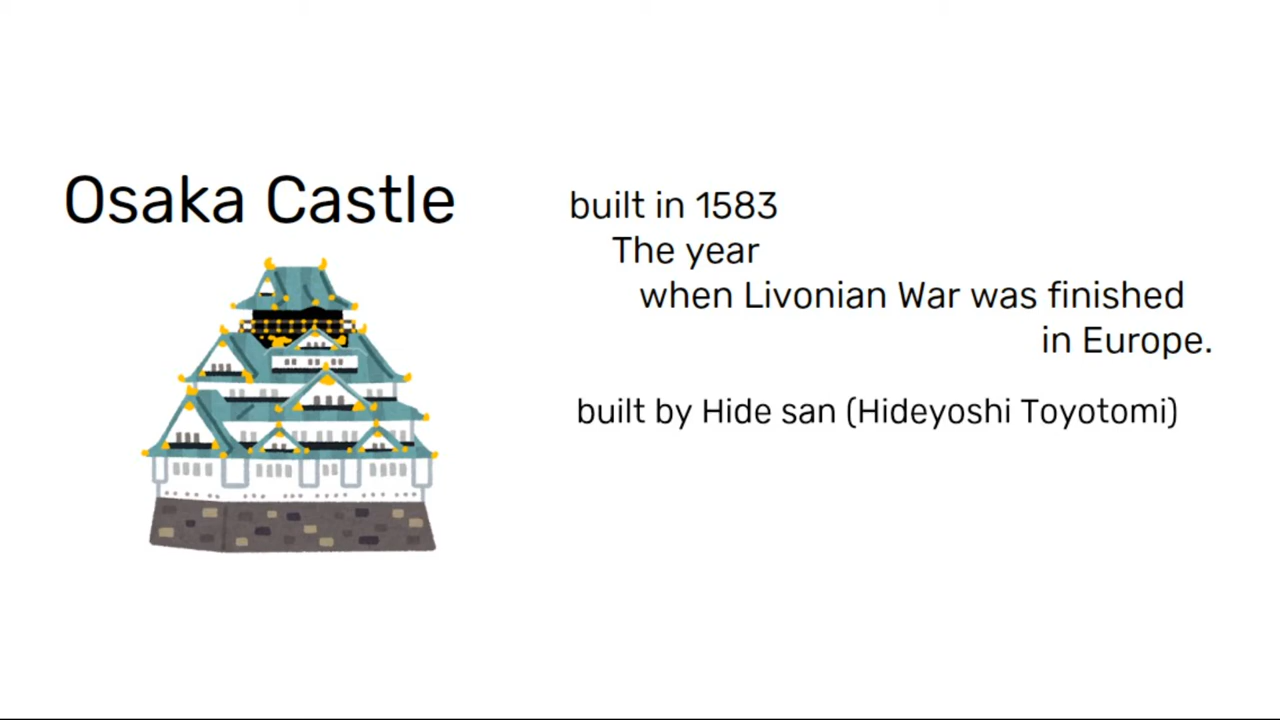 Osaka Castle
built in 1583
The year
when Livonian War was finished
in Europe.
built by Hide san (Hideyoshi Toyotomi)